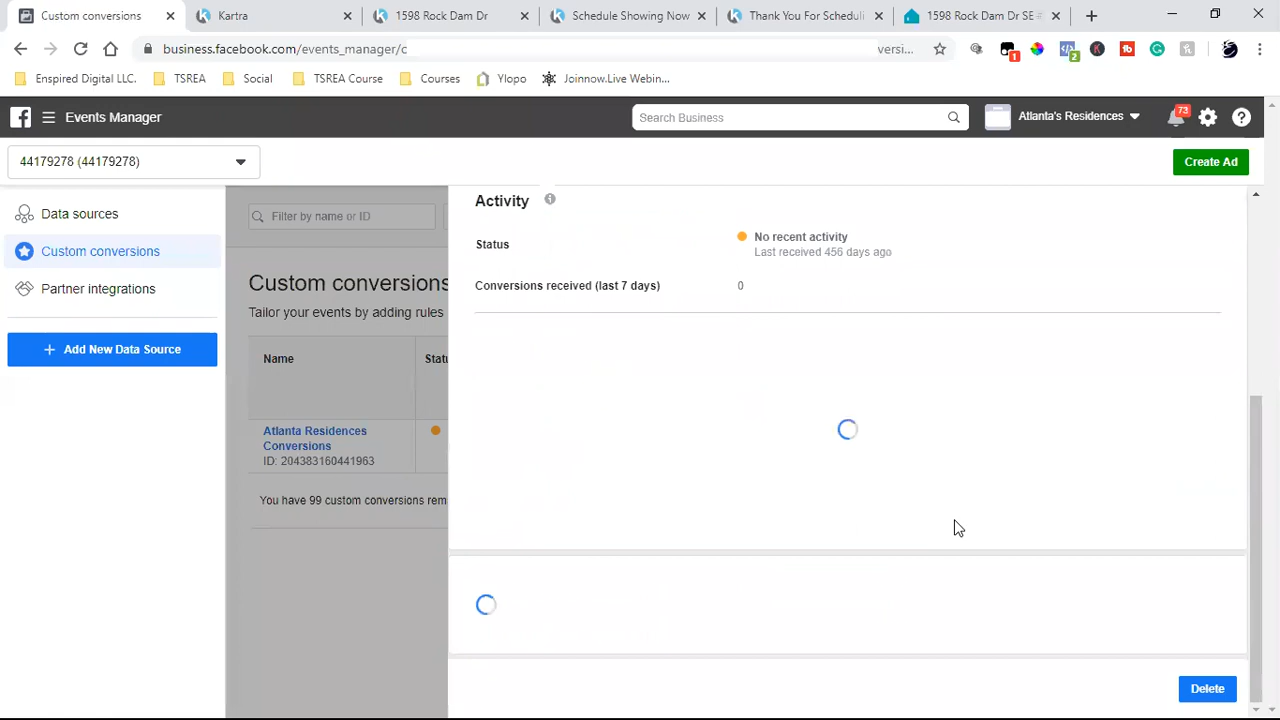 Custom conversions
Kartra
1598 Rock Dam Dr
Schedule Showing Now
Thank You For Scheduli
1598 Rock Dam Dr SE
business.facebook.com/events_manager/c
versi...
1
2
Enspired Digital LLC.
TSREA
Social
TSREA Course
Courses
Ylopo
Joinnow.Live Webin...
Events Manager
Search Business
Atlanta's Residences
73
44179278 (44179278)
Create Ad
Data sources
Custom conversions
Partner integrations
+ Add New Data Source
Filter by name or ID
Custom conversions
Tailor your events by adding rules
Name
Statu
Atlanta Residences
Conversions
ID: 204383160441963
You have 99 custom conversions rem
Activity
Status
No recent activity
Last received 456 days ago
Conversions received (last 7 days)
0
Delete